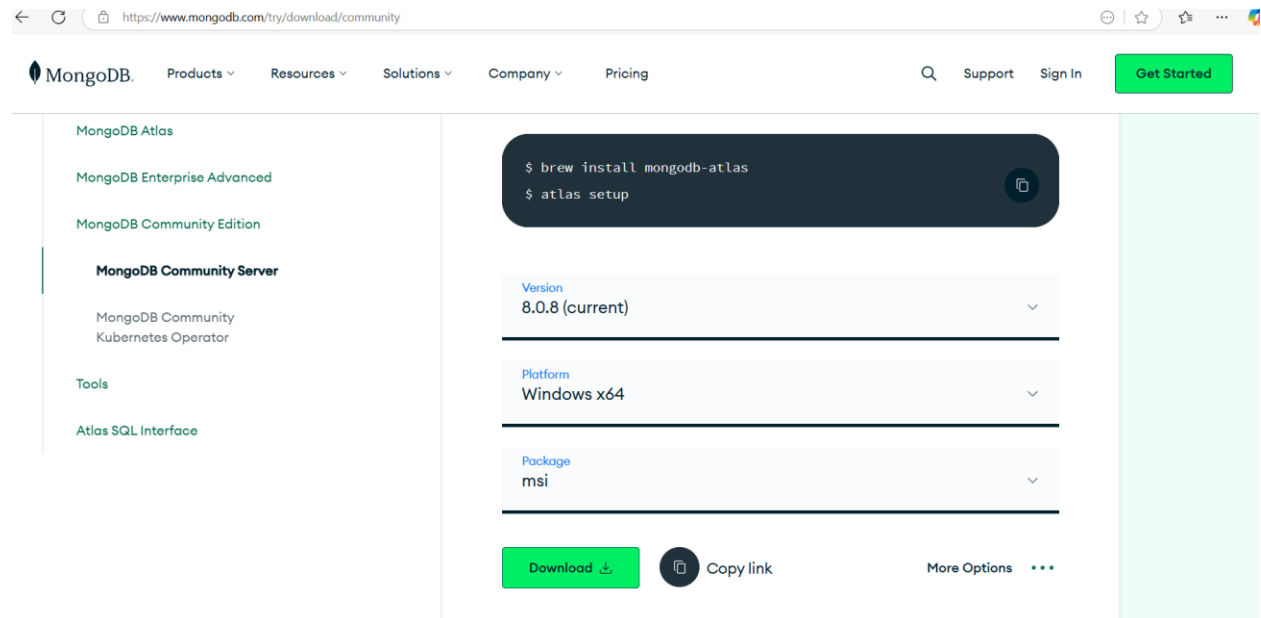 https://www.mongodb.com/try/download/community
MongoDB. Products Resources Solutions Company Pricing Support Sign In Get Started
MongoDB Atlas
MongoDB Enterprise Advanced
MongoDB Community Edition
MongoDB Community Server
MongoDB Community
Kubernetes Operator
Tools
Atlas SQL Interface
$ brew install mongodb-atlas
$ atlas setup
Version
8.0.8 (current)
Platform
Windows x64
Package
msi
Download Copy link More Options